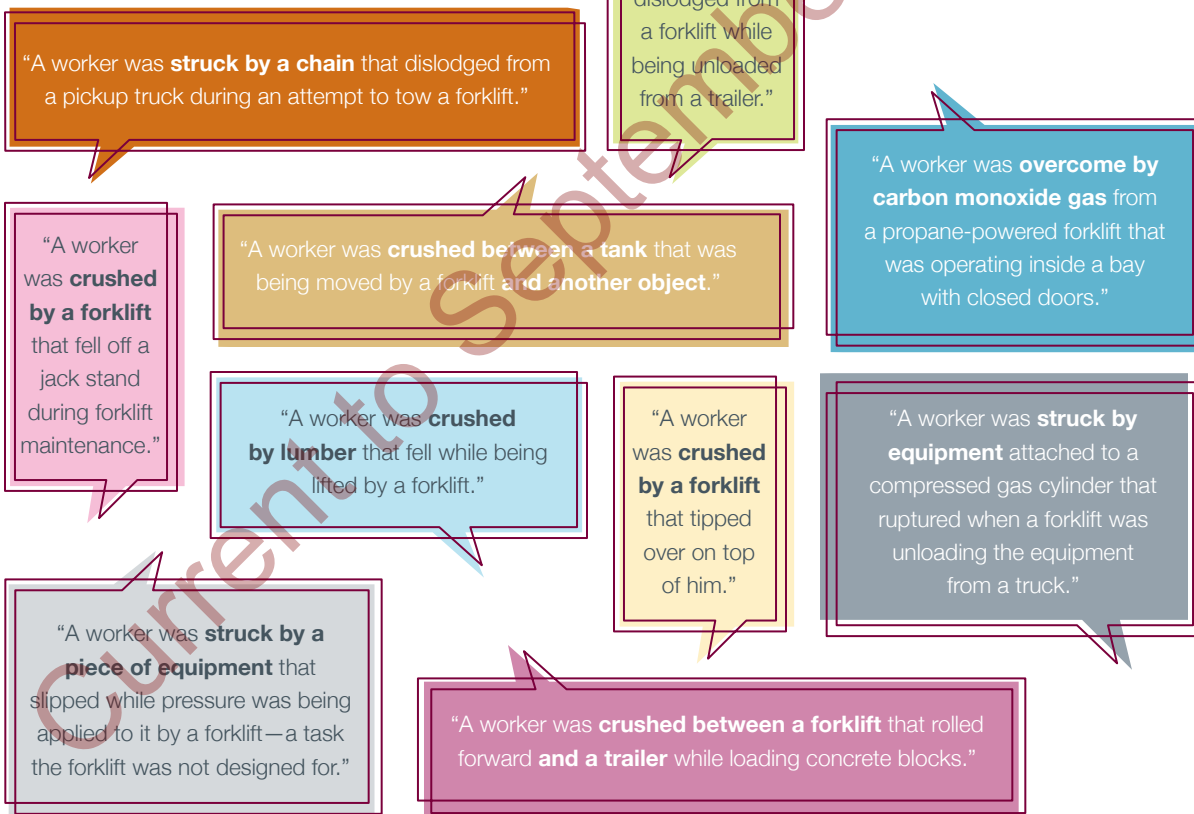 dislodged from
a forklift while
being unloaded
from a trailer.”
“A worker was struck by a chain that dislodged from
a pickup truck during an attempt to tow a forklift.”
“A worker was overcome by
carbon monoxide gas from
a propane-powered forklift that
was operating inside a bay
with closed doors.”
“A worker
was crushed
by a forklift
that fell off a
jack stand
during forklift
maintenance.”
“A worker was crushed between a tank that was
being moved by a forklift and another object.”
“A worker was crushed
by lumber that fell while being
lifted by a forklift.”
“A worker
was crushed
by a forklift
that tipped
over on top
of him.”
“A worker was struck by
equipment attached to a
compressed gas cylinder that
ruptured when a forklift was
unloading the equipment
from a truck.”
“A worker was struck by a
piece of equipment that
slipped while pressure was being
applied to it by a forklift—a task
the forklift was not designed for.”
“A worker was crushed between a forklift that rolled
forward and a trailer while loading concrete blocks.”
Current to Septembe